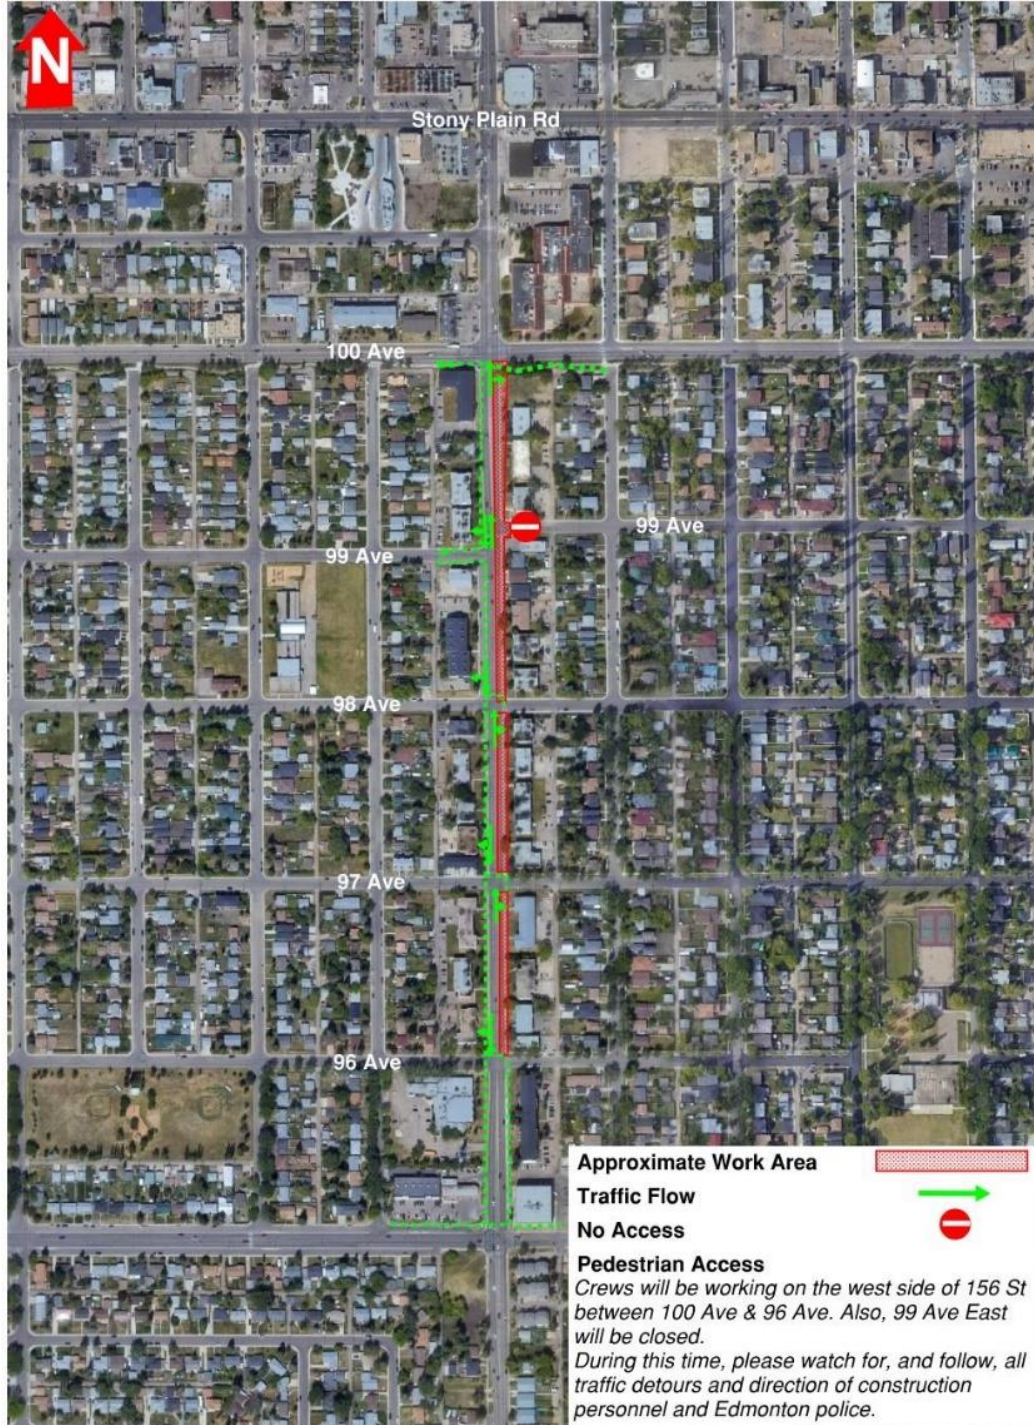 N
Stony Plain Rd
100 Ave
99 Ave
99 Ave
98 Ave
97 Ave
96 Ave
Approximate Work Area
Traffic Flow
No Access
Pedestrian Access
Crews will be working on the west side of 156 St
between 100 Ave & 96 Ave. Also, 99 Ave East
will be closed.
During this time, please watch for, and follow, all
traffic detours and direction of construction
personnel and Edmonton police.